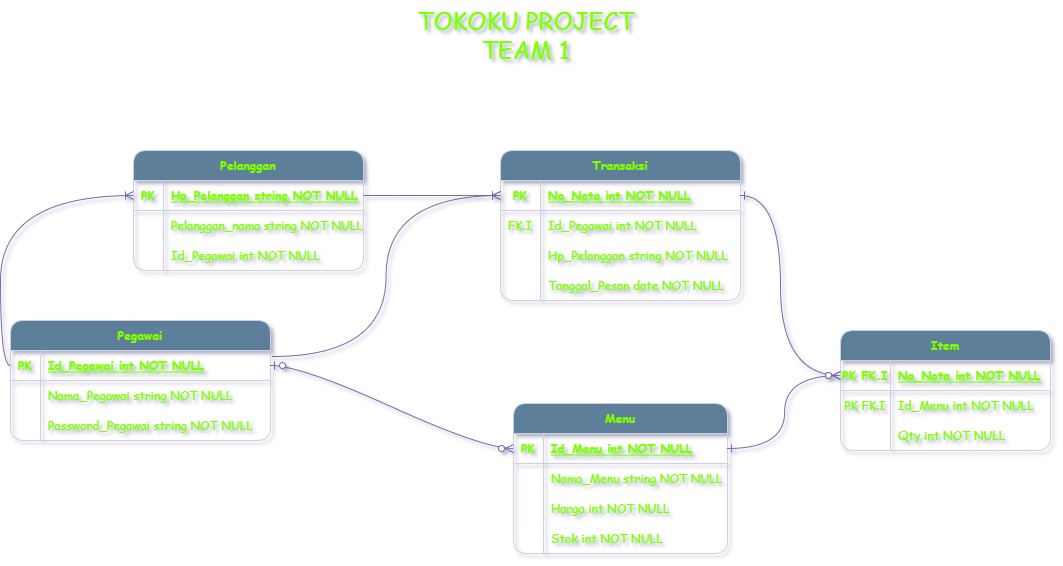 TOKOKU PROJECT
TEAM 1
Pelanggan
PK Hp_Pelanggan string NOT NULL
Pelanggan_nama string NOT NULL
Id_Pegawai int NOT NULL
Transaksi
PK No_Nota int NOT NULL
FK.I Id_Pegawai int NOT NULL
Hp_Pelanggan string NOT NULL
Tanggal_Pesan date NOT NULL
Pegawai
PK Id_Pegawai int NOT NULL
Nama_Pegawai string NOT NULL
Password_Pegawai string NOT NULL
Item
PK FK.I No_Nota int NOT NULL
PK FK.I Id_Menu int NOT NULL
Qty int NOT NULL
Menu
PK Id_Menu int NOT NULL
Nama_Menu string NOT NULL
Harga int NOT NULL
Stok int NOT NULL